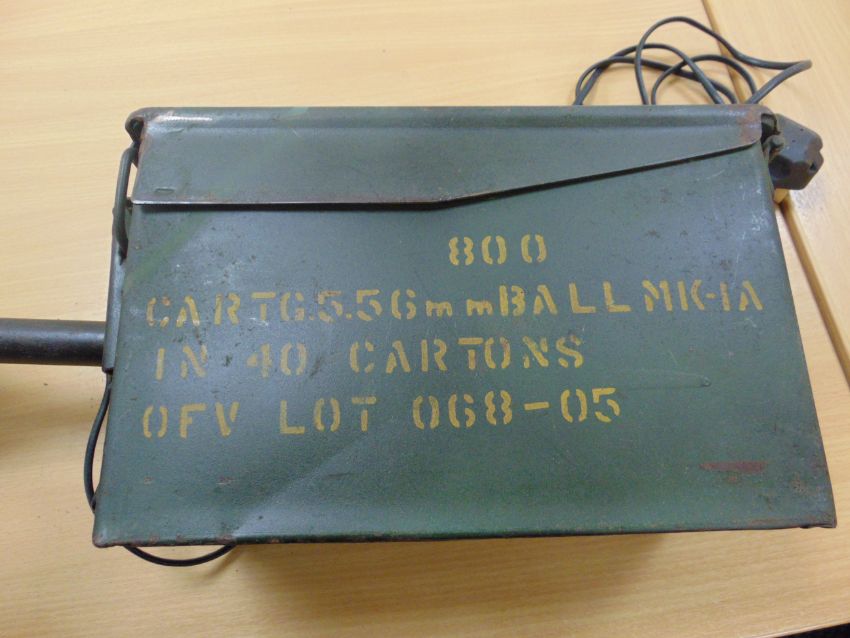 800
CARTG.5.56mm BALL MK-1A
IN 40 CARTONS
OFV LOT 068-05